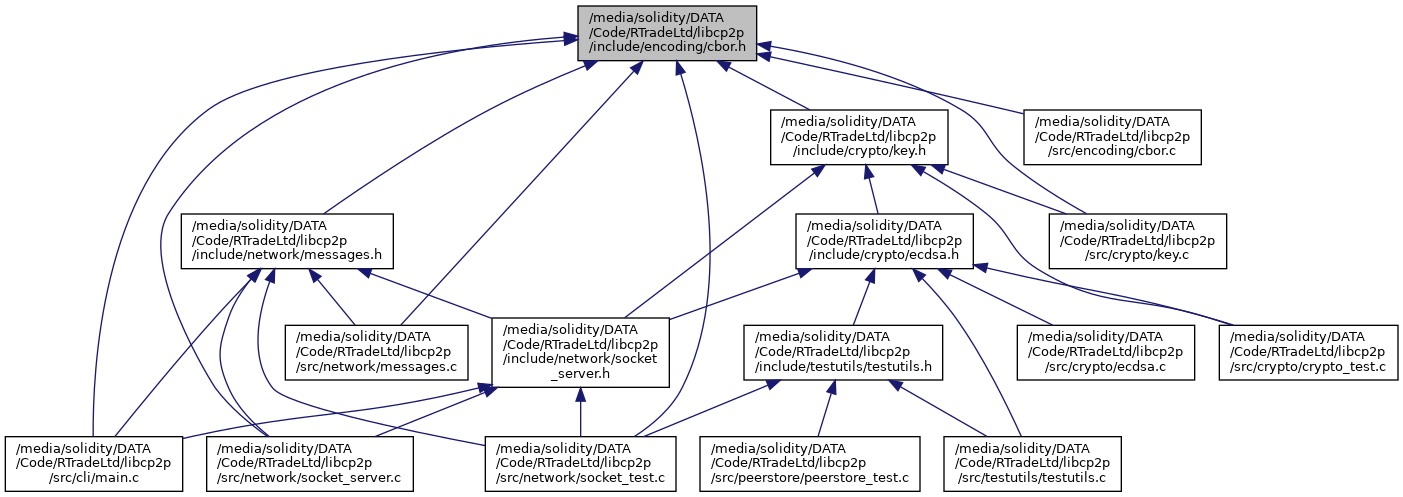 /media/solidity/DATA
/Code/RTradeLtd/libcp2p
/include/encoding/cbor.h
/media/solidity/DATA
/Code/RTradeLtd/libcp2p
/include/crypto/key.h
/media/solidity/DATA
/Code/RTradeLtd/libcp2p
/src/encoding/cbor.c
/media/solidity/DATA
/Code/RTradeLtd/libcp2p
/include/network/messages.h
/media/solidity/DATA
/Code/RTradeLtd/libcp2p
/include/crypto/ecdsa.h
/media/solidity/DATA
/Code/RTradeLtd/libcp2p
/src/crypto/key.c
/media/solidity/DATA
/Code/RTradeLtd/libcp2p
/src/network/messages.c
/media/solidity/DATA
/Code/RTradeLtd/libcp2p
/include/network/socket
_server.h
/media/solidity/DATA
/Code/RTradeLtd/libcp2p
/include/testutils/testutils.h
/media/solidity/DATA
/Code/RTradeLtd/libcp2p
/src/crypto/ecdsa.c
/media/solidity/DATA
/Code/RTradeLtd/libcp2p
/src/crypto/crypto_test.c
/media/solidity/DATA
/Code/RTradeLtd/libcp2p
/src/cli/main.c
/media/solidity/DATA
/Code/RTradeLtd/libcp2p
/src/network/socket_server.c
/media/solidity/DATA
/Code/RTradeLtd/libcp2p
/src/network/socket_test.c
/media/solidity/DATA
/Code/RTradeLtd/libcp2p
/src/peerstore/peerstore_test.c
/media/solidity/DATA
/Code/RTradeLtd/libcp2p
/src/testutils/testutils.c